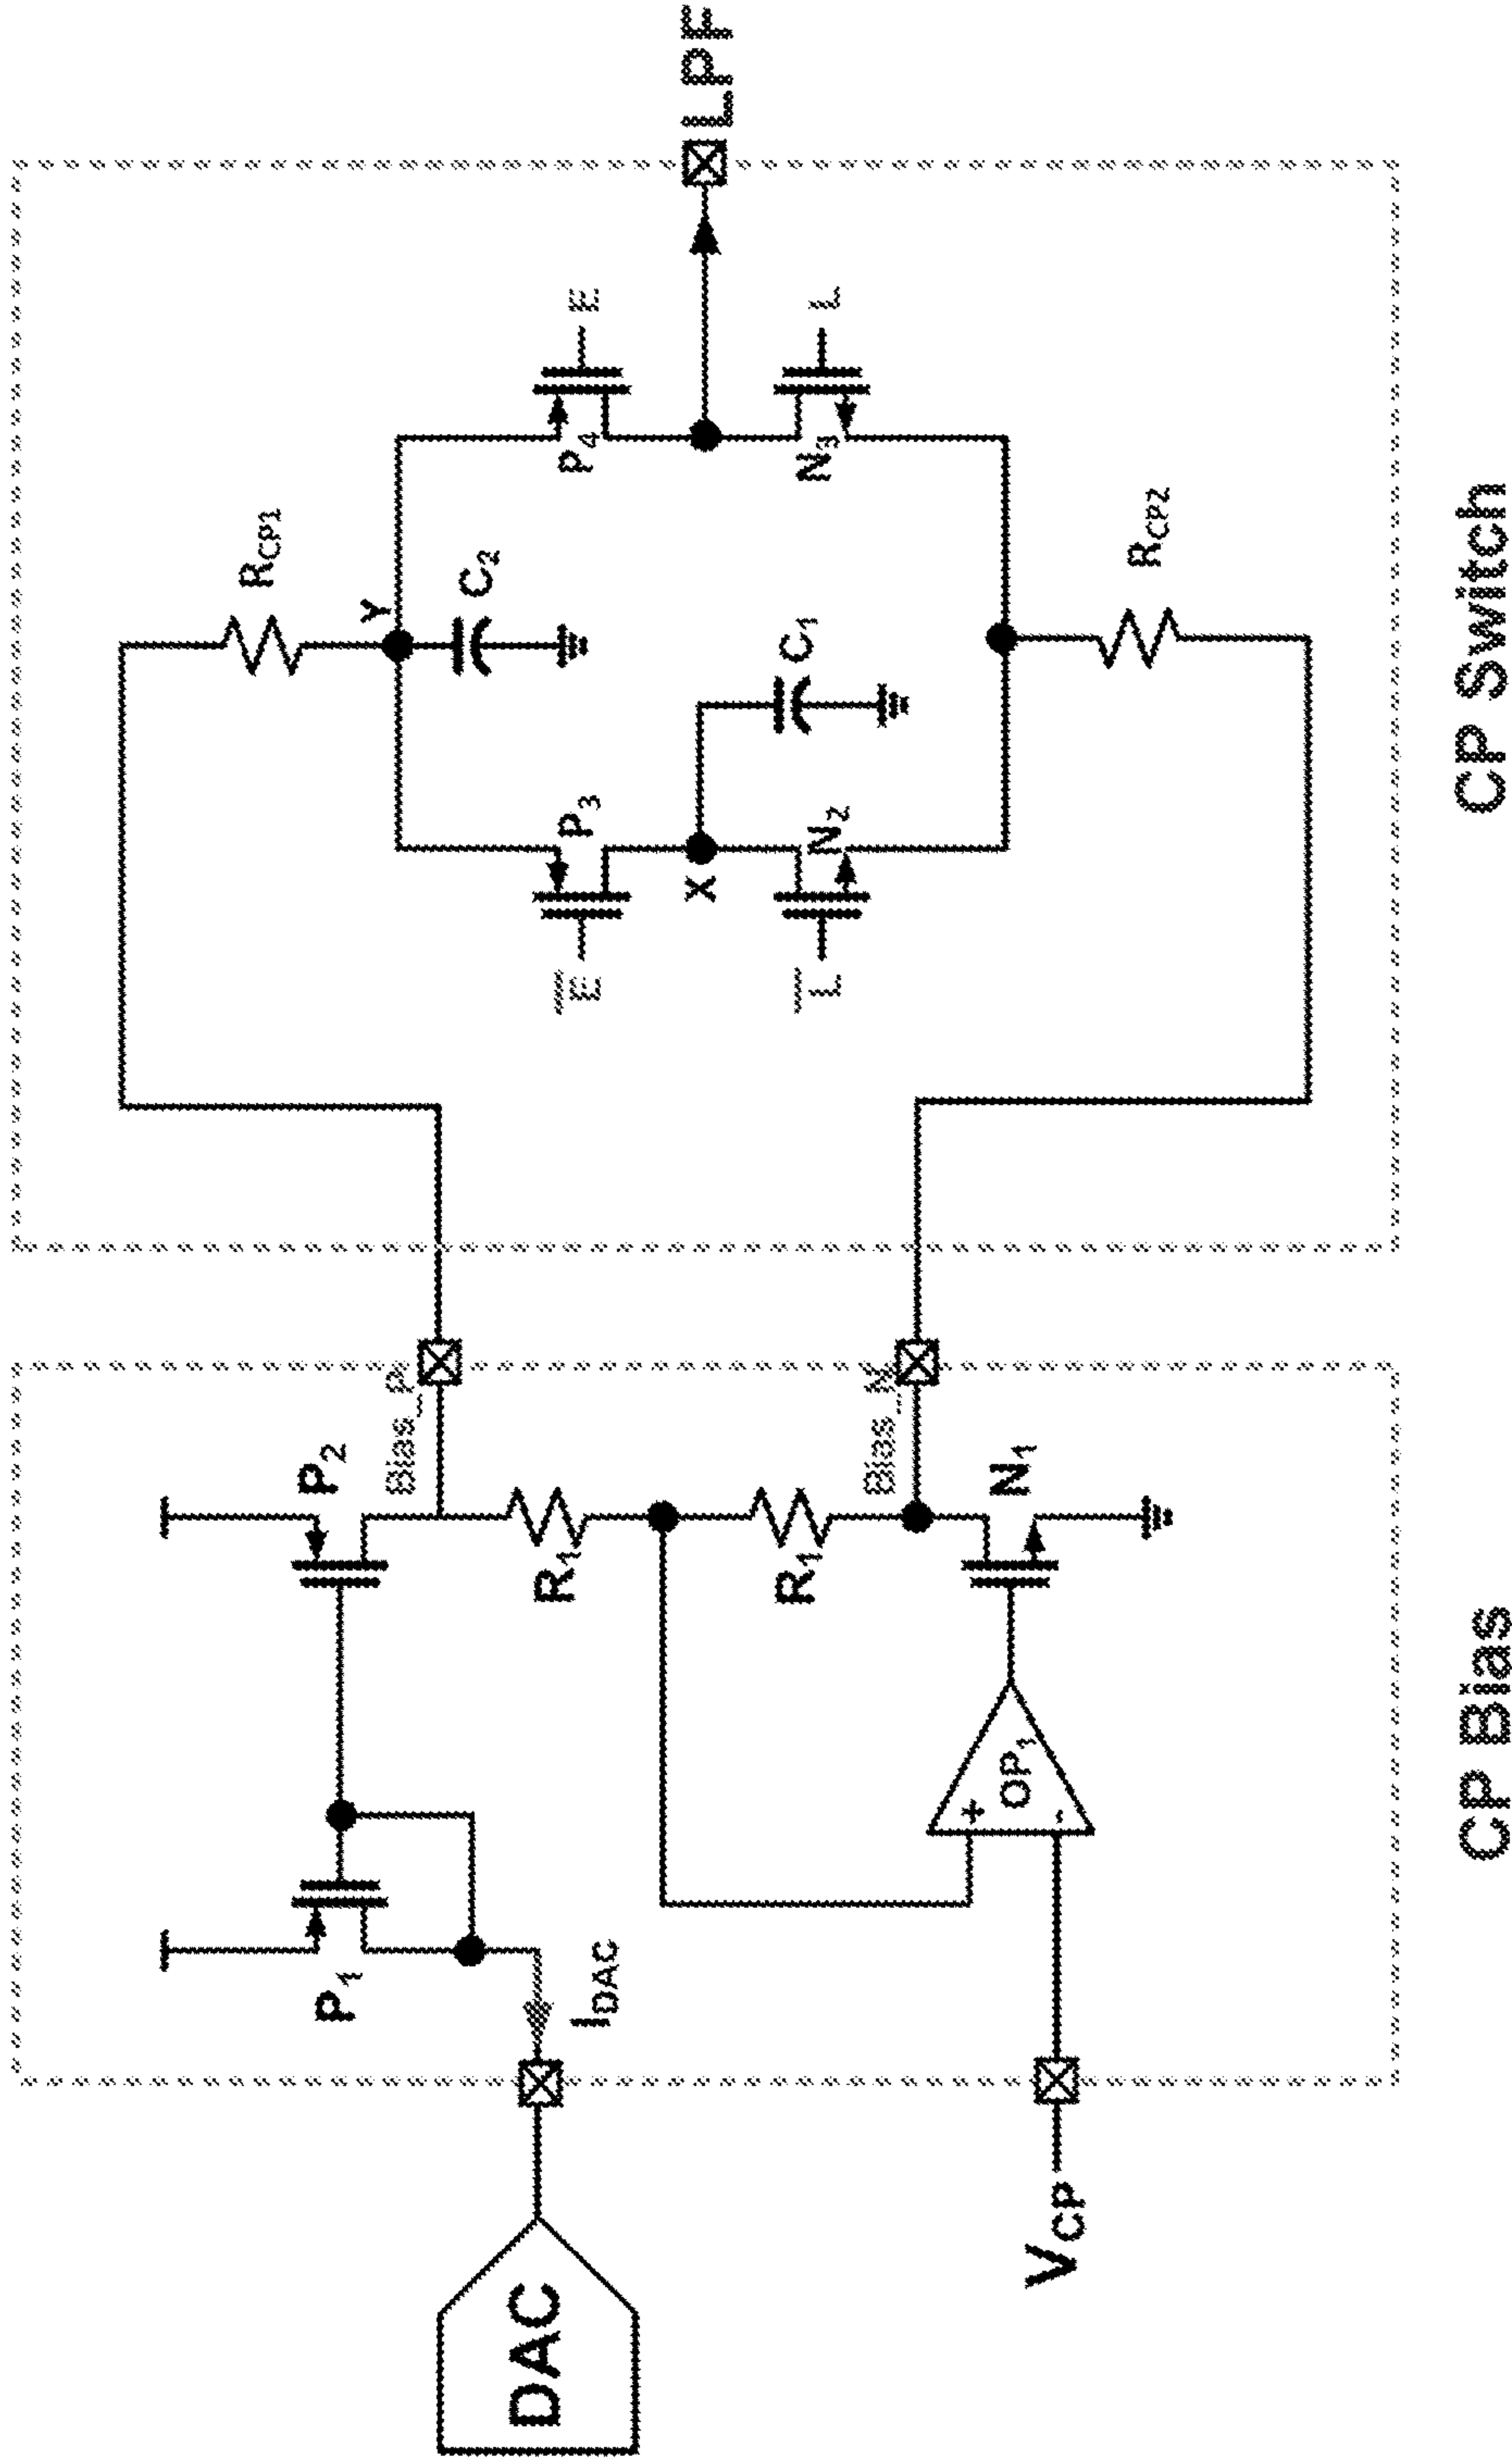 DAC
V_CP
P₁
I_DAC
P₂
Bias_P
R₁
R₁
Bias_N
N₁
OP₁
+
-
CP Bias
R_CP1
Y
C₂
E̅
P₃
P₄
E
X
C₁
L̅
N₂
N₃
L
R_CP2
LPF
CP Switch